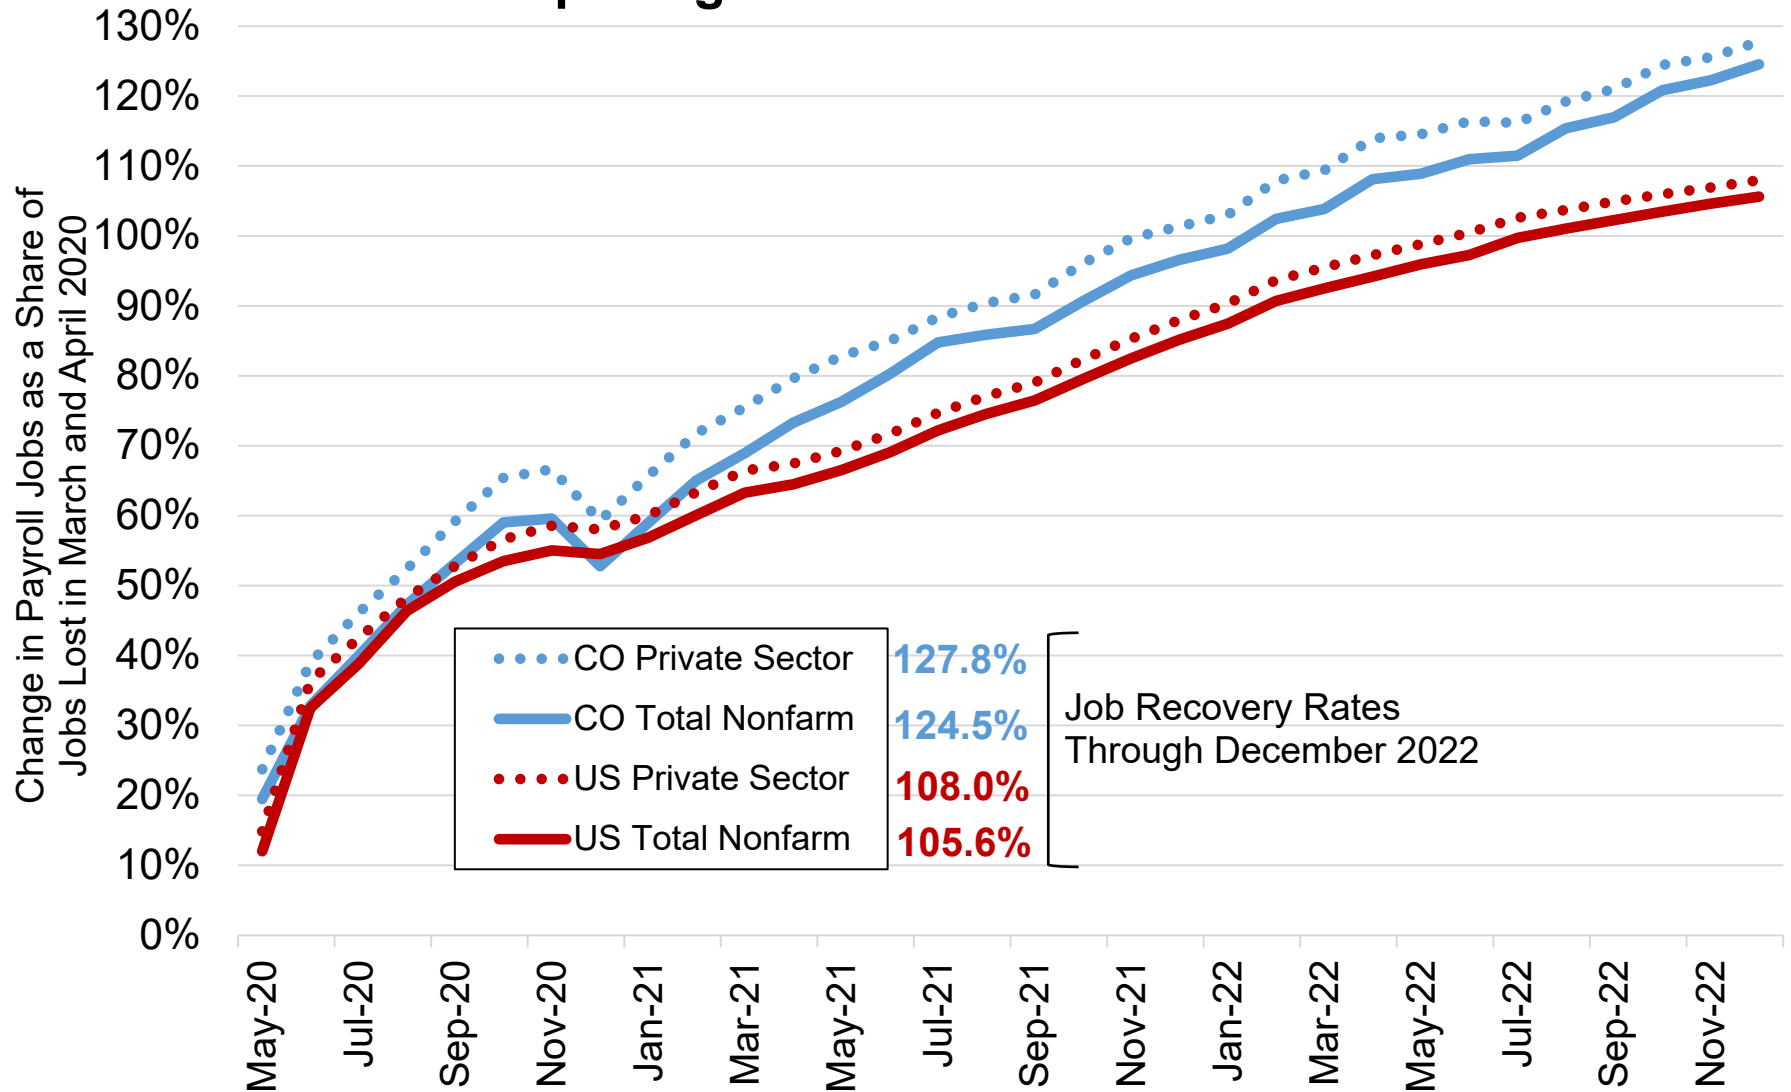 130%
120%
110%
100%
90%
80%
70%
60%
50%
40%
30%
20%
10%
0%
Change in Payroll Jobs as a Share of
Jobs Lost in March and April 2020
CO Private Sector 127.8%
CO Total Nonfarm 124.5%
US Private Sector 108.0%
US Total Nonfarm 105.6%
Job Recovery Rates
Through December 2022
May-20
Jul-20
Sep-20
Nov-20
Jan-21
Mar-21
May-21
Jul-21
Sep-21
Nov-21
Jan-22
Mar-22
May-22
Jul-22
Sep-22
Nov-22